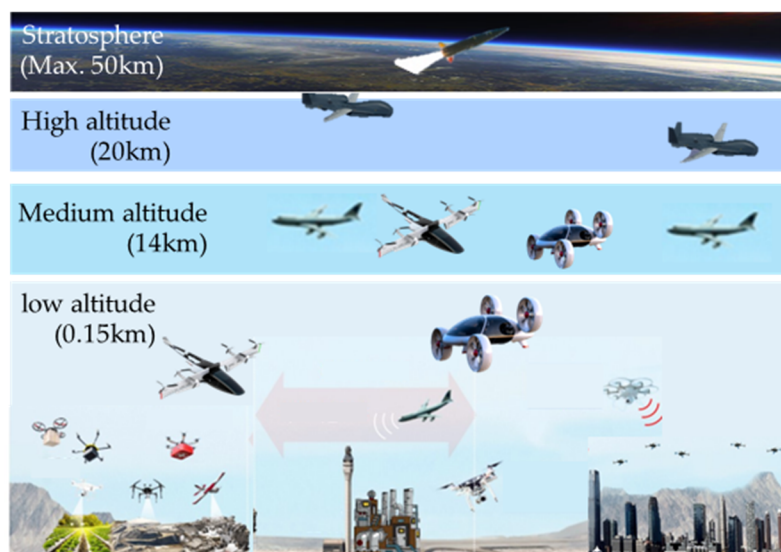 Stratosphere
(Max. 50km)
High altitude
(20km)
Medium altitude
(14km)
low altitude
(0.15km)